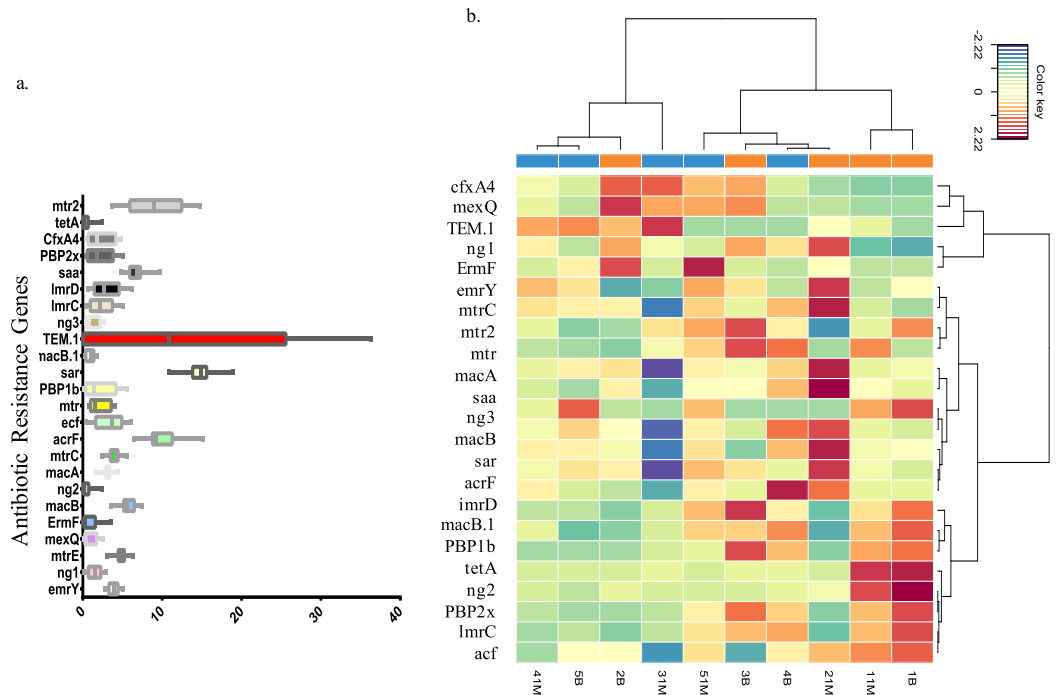 a.
Antibiotic Resistance Genes
mtr2
tetA
CfxA4
PBP2x
saa
lmrD
lmrC
ng3
TEM.1
nacB.1
sar
PBP1b
mtr
ecf
acrF
mtrC
macA
ng2
macB
ErmF
mexQ
mtrE
ng1
emrY
0
10
20
30
40
b.
Color key
-2.22
0
2.22
cfxA4
mexQ
TEM.1
ng1
ErmF
emrY
mtrC
mtr2
mtr
macA
saa
ng3
macB
sar
acrF
imrD
macB.1
PBP1b
tetA
ng2
PBP2x
lmrC
acf
41M
5B
2B
31M
51M
3B
4B
21M
11M
1B